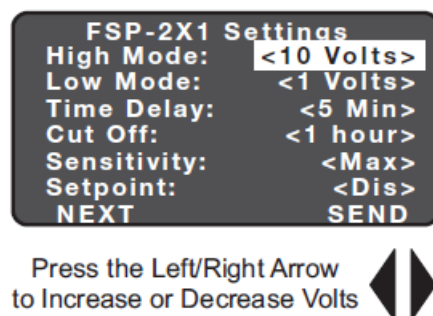 FSP-2X1 Settings
High Mode: <10 Volts>
Low Mode: <1 Volts>
Time Delay: <5 Min>
Cut Off: <1 hour>
Sensitivity: <Max>
Setpoint: <Dis>
NEXT SEND
Press the Left/Right Arrow
to Increase or Decrease Volts